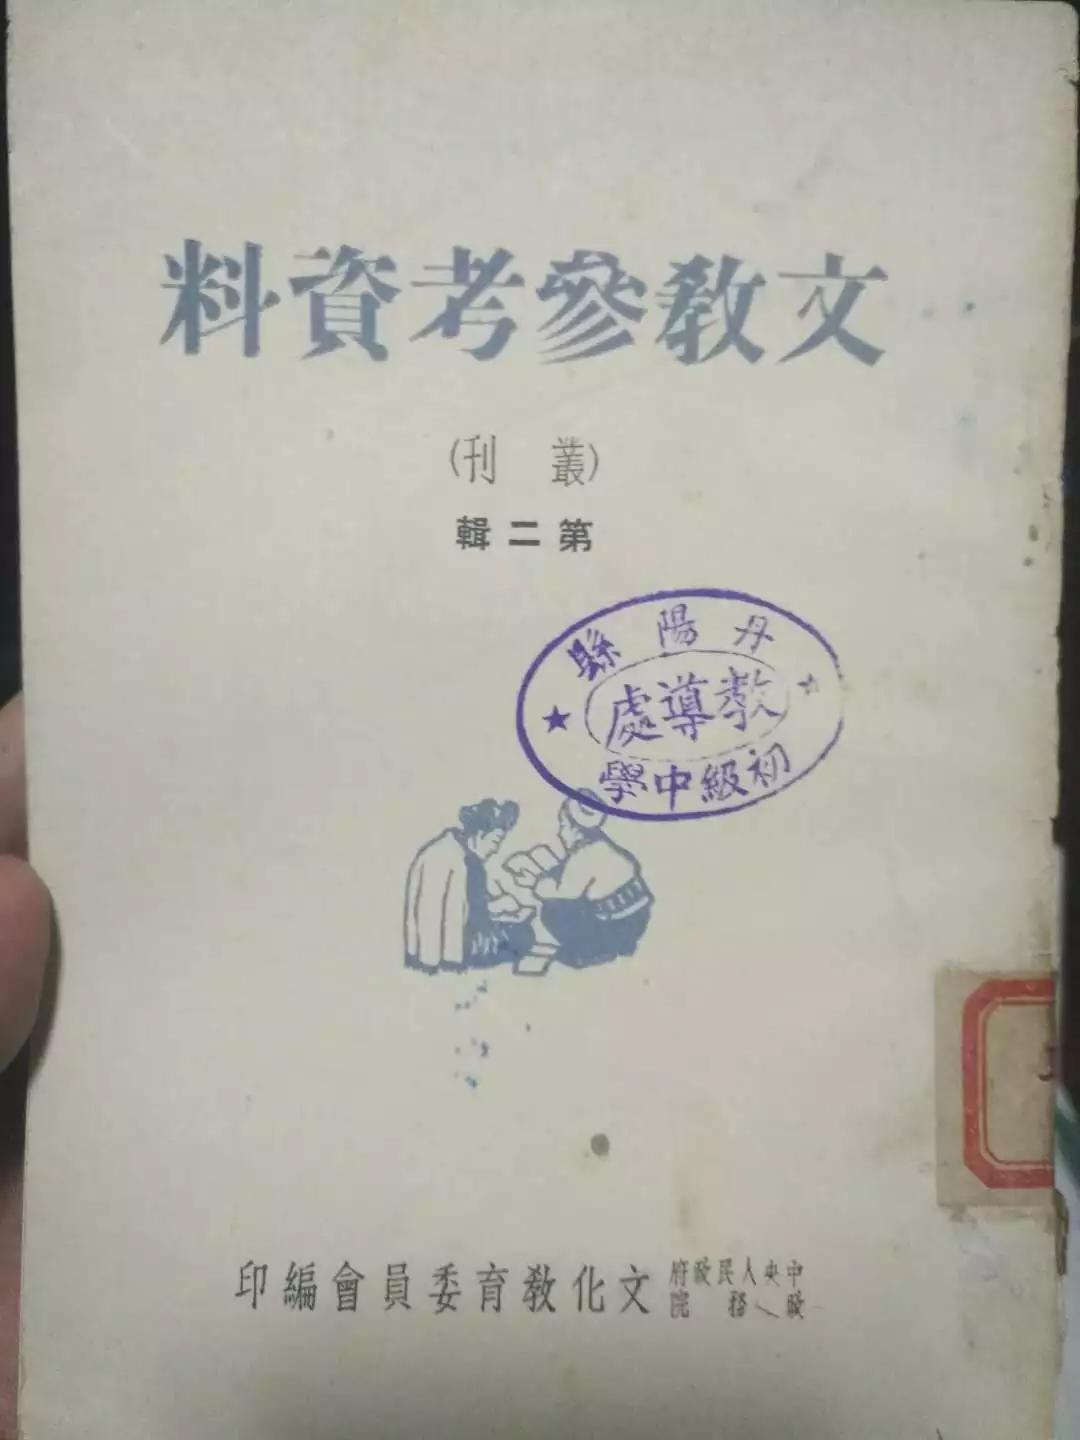 文教參考資料
(叢刊)
第二輯
丹陽縣
教導處
初級中學
中央人民政府
政務院
文化教育委員會編印